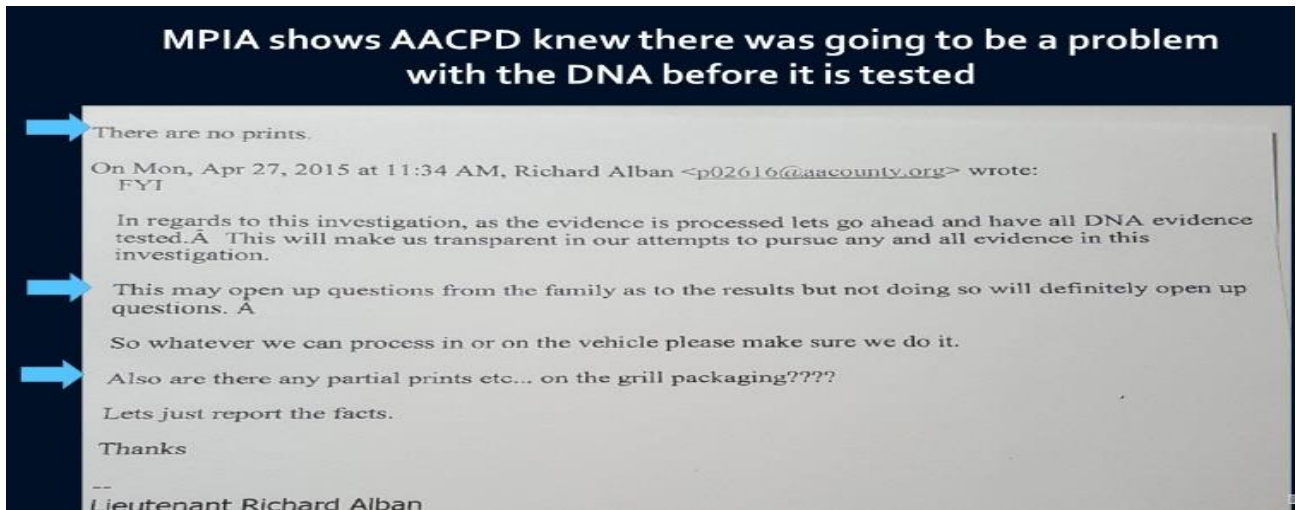 MPIA shows AACPD knew there was going to be a problem
with the DNA before it is tested
There are no prints.
On Mon, Apr 27, 2015 at 11:34 AM, Richard Alban <p02616@aacounty.org> wrote:
FYI
In regards to this investigation, as the evidence is processed lets go ahead and have all DNA evidence
tested.Â This will make us transparent in our attempts to pursue any and all evidence in this
investigation.
This may open up questions from the family as to the results but not doing so will definitely open up
questions. Â
So whatever we can process in or on the vehicle please make sure we do it.
Also are there any partial prints etc... on the grill packaging????
Lets just report the facts.
Thanks
--
Lieutenant Richard Alban